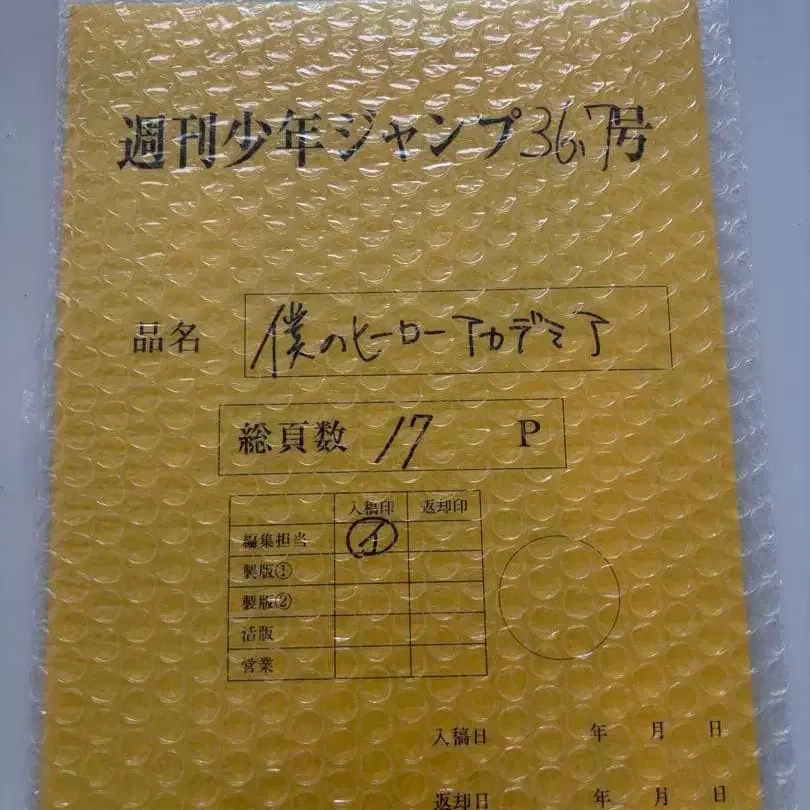 週刊少年ジャンプ36,7号
品名 僕のヒーローアカデミア
総頁数 17 P
入稿印 返却印
編集担当 イ
製版①
製版②
活版
営業
入稿日 年 月 日
返却日 年 月 日